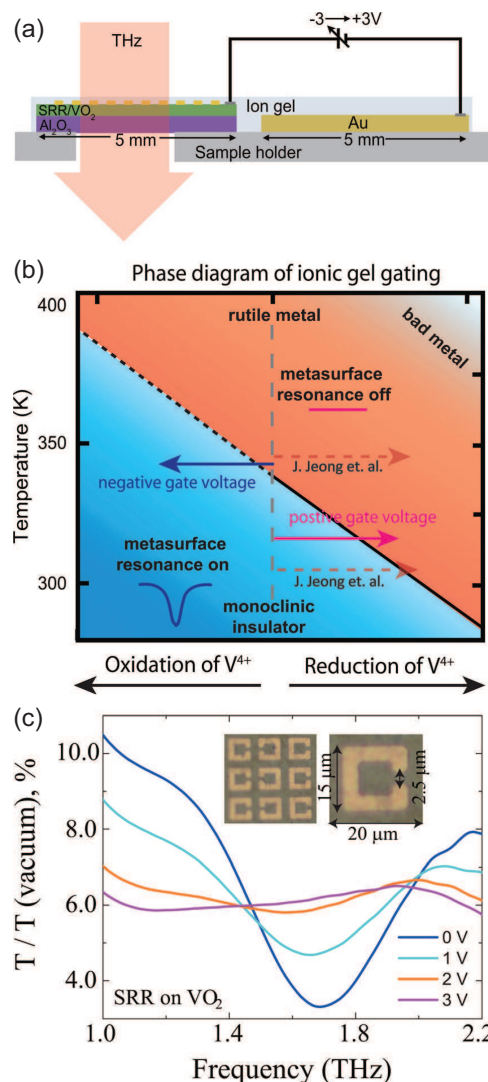 (a)
-3 → +3V
THz
SRR/VO₂
Ion gel
Al₂O₃
Au
5 mm
5 mm
Sample holder
(b)
Phase diagram of ionic gel gating
400
rutile metal
bad metal
metasurface
resonance off
Temperature (K)
350
J. Jeong et. al.
negative gate voltage
postive gate voltage
metasurface
resonance on
J. Jeong et. al.
300
monoclinic
insulator
Oxidation of V⁴⁺
Reduction of V⁴⁺
(c)
10.0
15 µm
2.5 µm
20 µm
8.0
T / T (vacuum), %
6.0
0 V
1 V
2 V
3 V
4.0
SRR on VO₂
1.0 1.4 1.8 2.2
Frequency (THz)